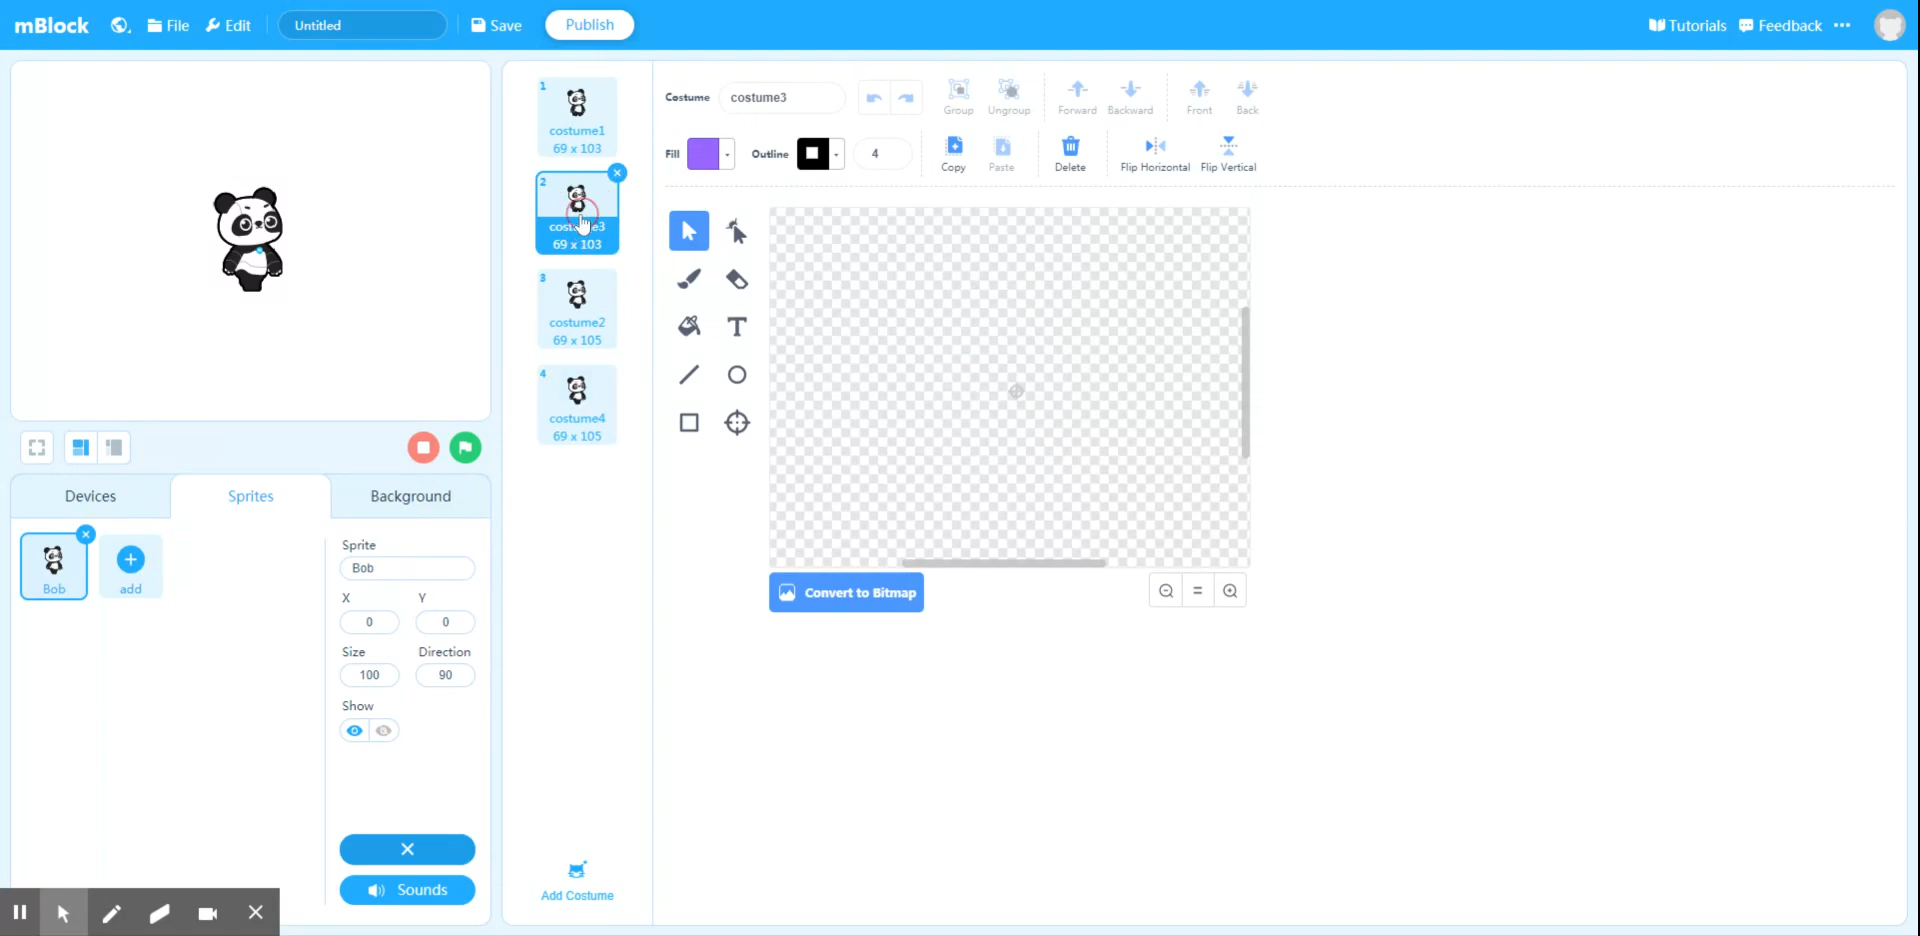 mBlock File Edit Untitled Save Publish Tutorials Feedback
1
costume1
69 x 103
2
69 x 103
3
costume2
69 x 105
4
costume4
69 x 105
Add Costume
Costume costume3 Group Ungroup Forward Backward Front Back
Fill Outline 4 Copy Paste Delete Flip Horizontal Flip Vertical
Convert to Bitmap
Devices Sprites Background
Bob add
Sprite
Bob
X Y
0 0
Size Direction
100 90
Show
Sounds